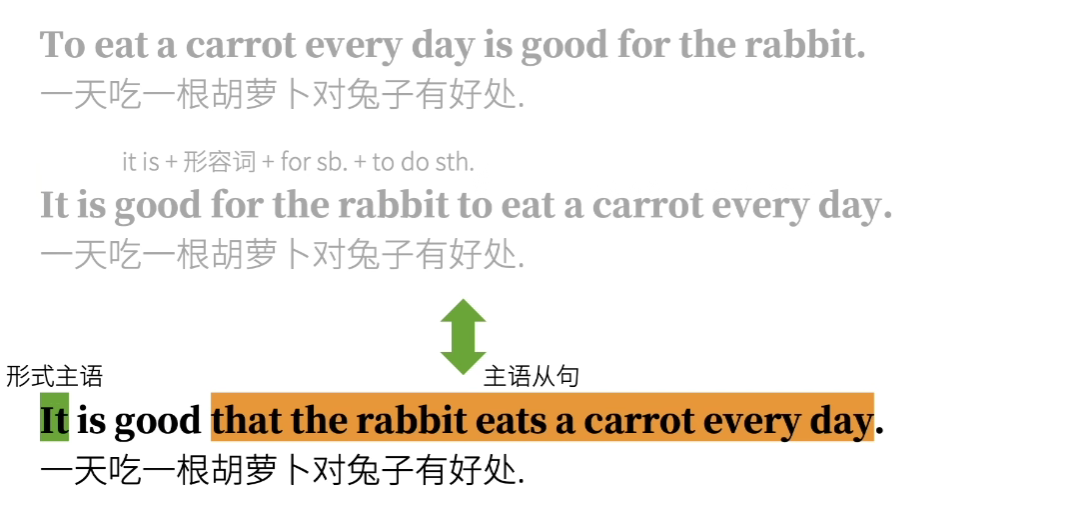 To eat a carrot every day is good for the rabbit.
一天吃一根胡萝卜对兔子有好处.
it is + 形容词 + for sb. + to do sth.
It is good for the rabbit to eat a carrot every day.
一天吃一根胡萝卜对兔子有好处.
形式主语 主语从句
It is good that the rabbit eats a carrot every day.
一天吃一根胡萝卜对兔子有好处.